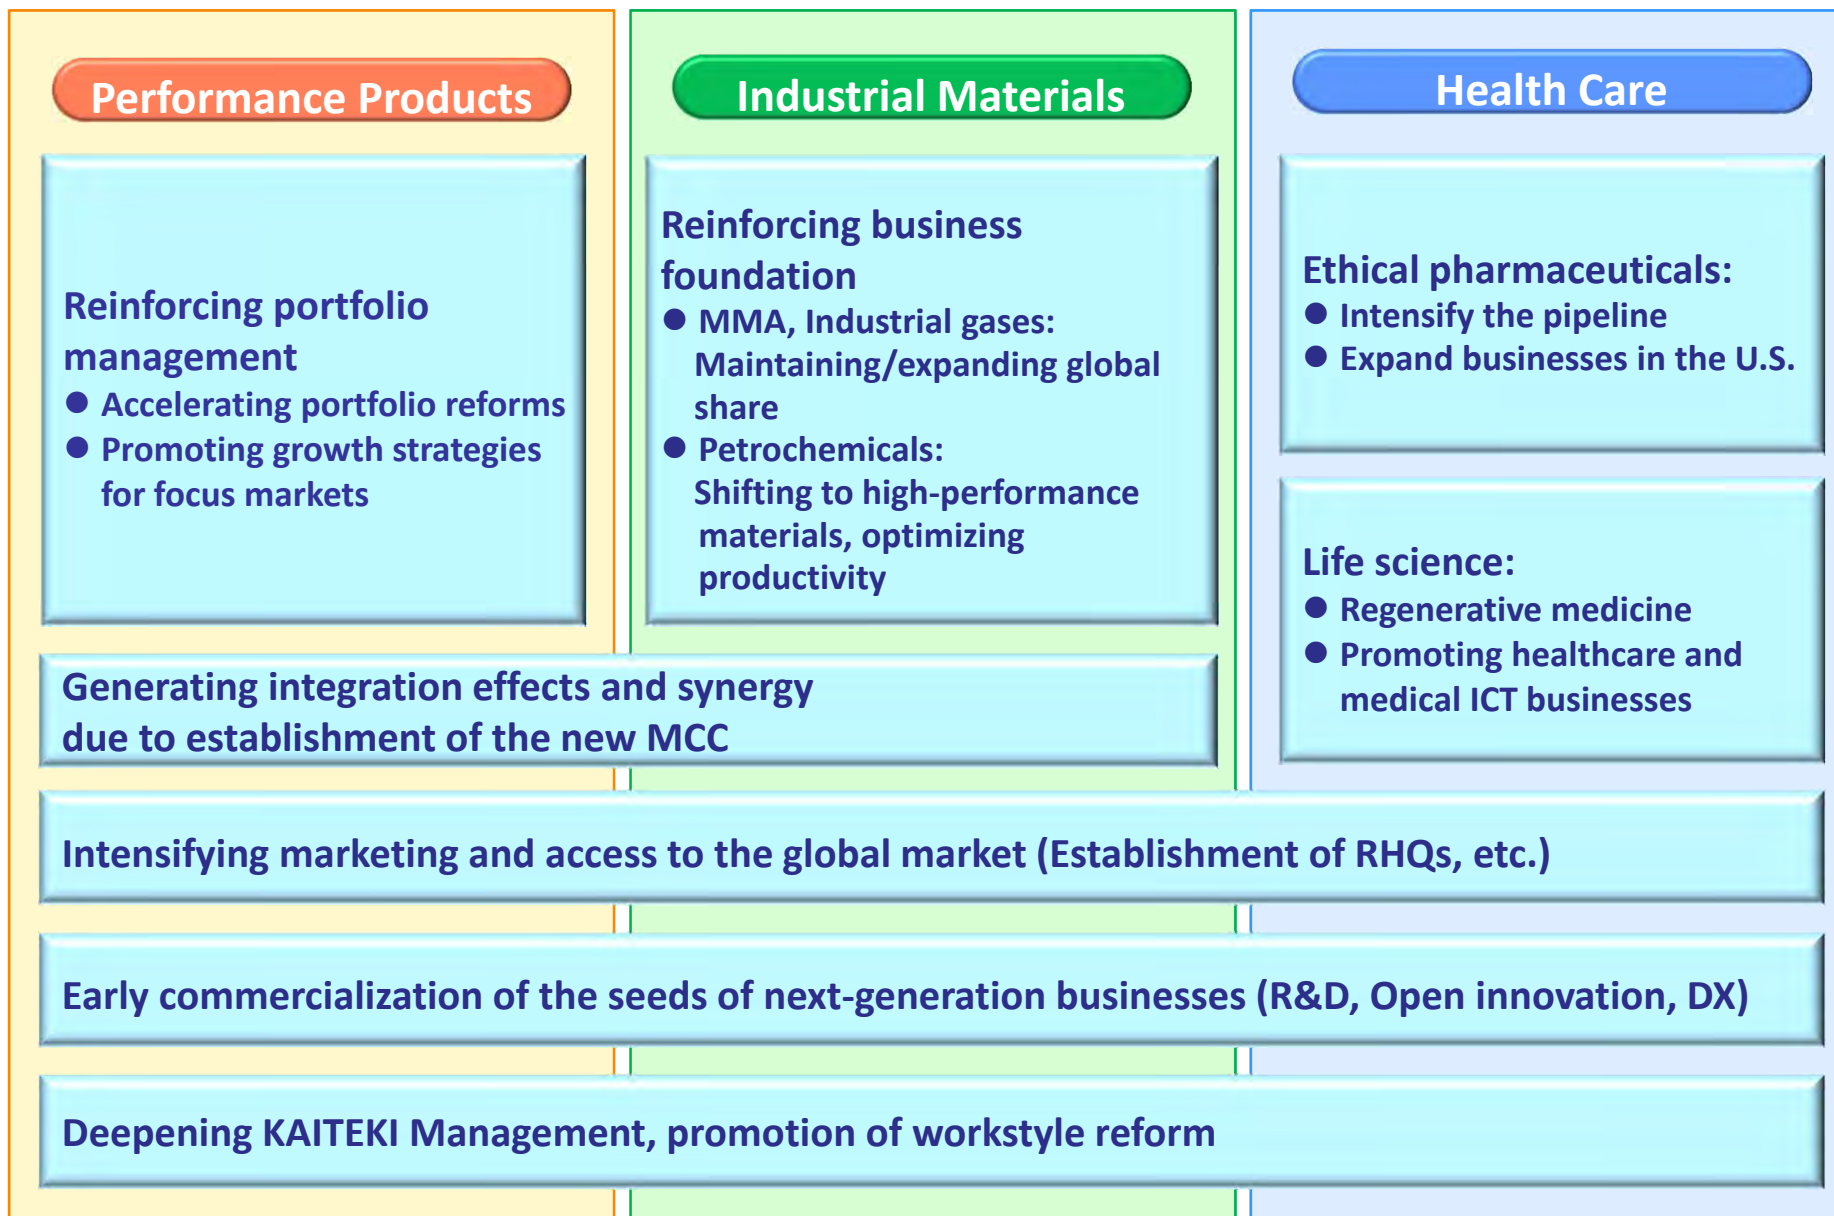 Performance Products
Reinforcing portfolio
management
● Accelerating portfolio reforms
● Promoting growth strategies
for focus markets
Industrial Materials
Reinforcing business
foundation
● MMA, Industrial gases:
Maintaining/expanding global
share
● Petrochemicals:
Shifting to high-performance
materials, optimizing
productivity
Health Care
Ethical pharmaceuticals:
● Intensify the pipeline
● Expand businesses in the U.S.
Life science:
● Regenerative medicine
● Promoting healthcare and
medical ICT businesses
Generating integration effects and synergy
due to establishment of the new MCC
Intensifying marketing and access to the global market (Establishment of RHQs, etc.)
Early commercialization of the seeds of next-generation businesses (R&D, Open innovation, DX)
Deepening KAITEKI Management, promotion of workstyle reform